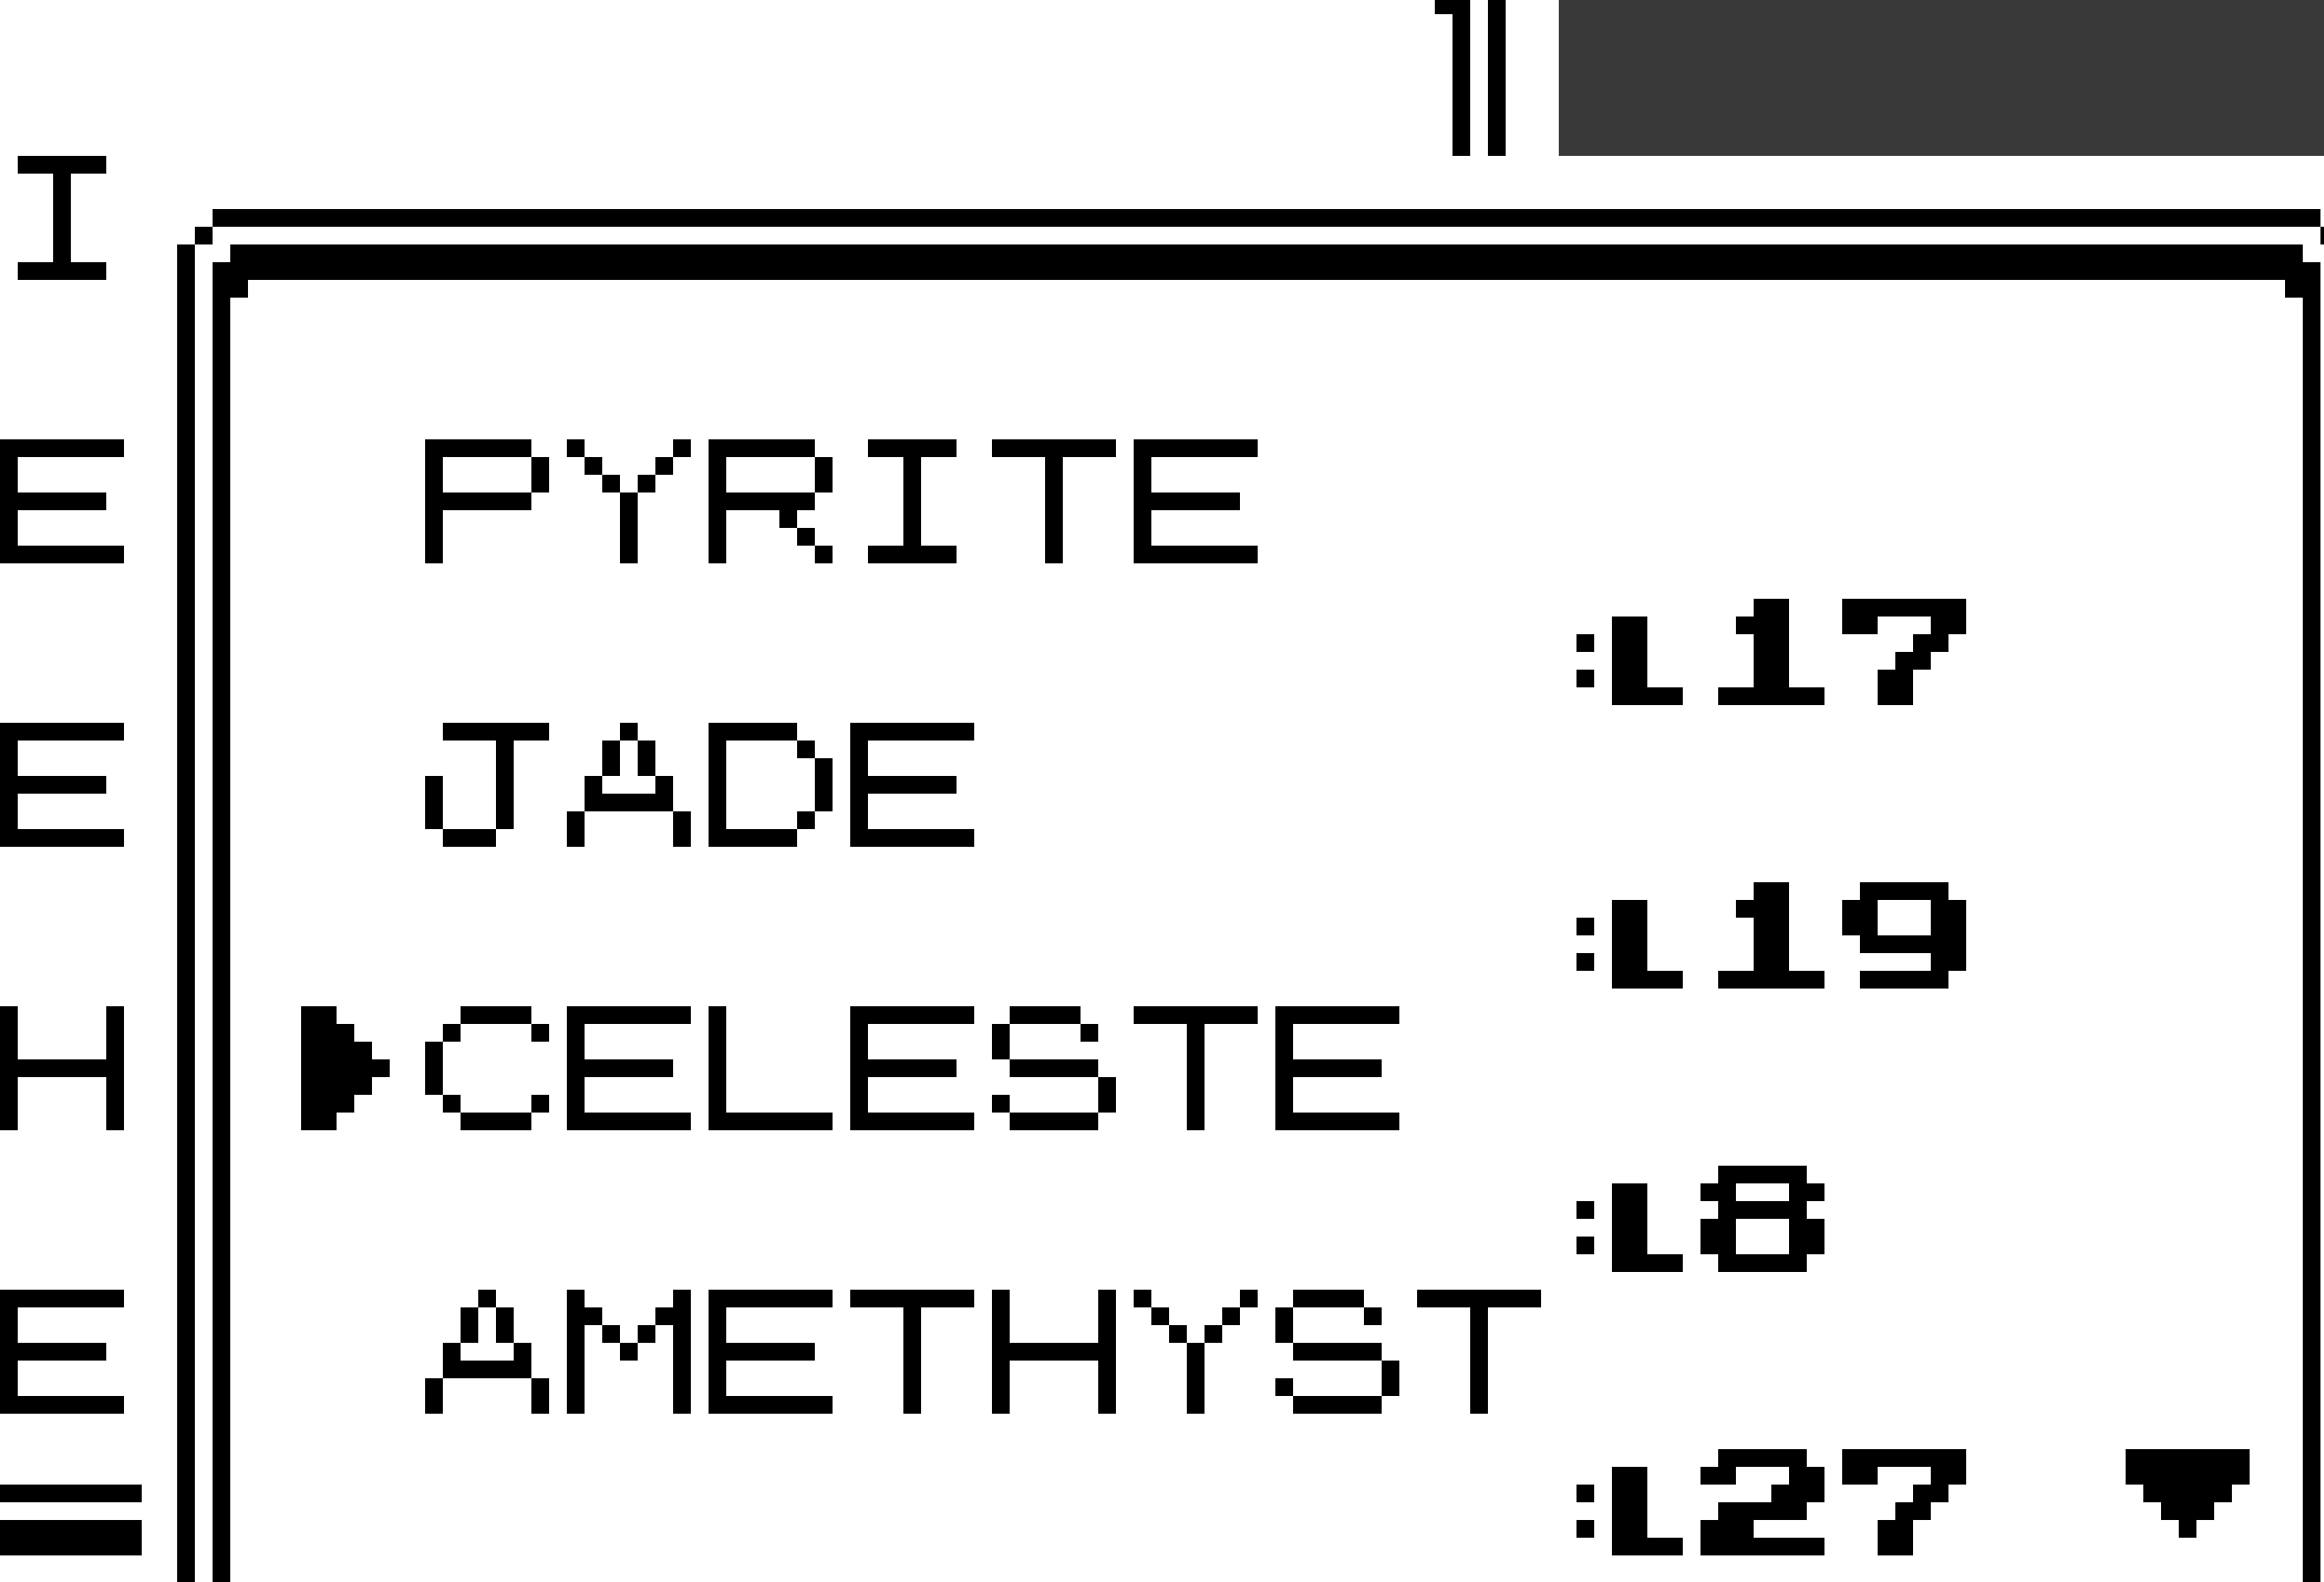 I
E PYRITE
:L17
E JADE
:L19
H ▶CELESTE
:L8
E AMETHYST
:L27 ▼